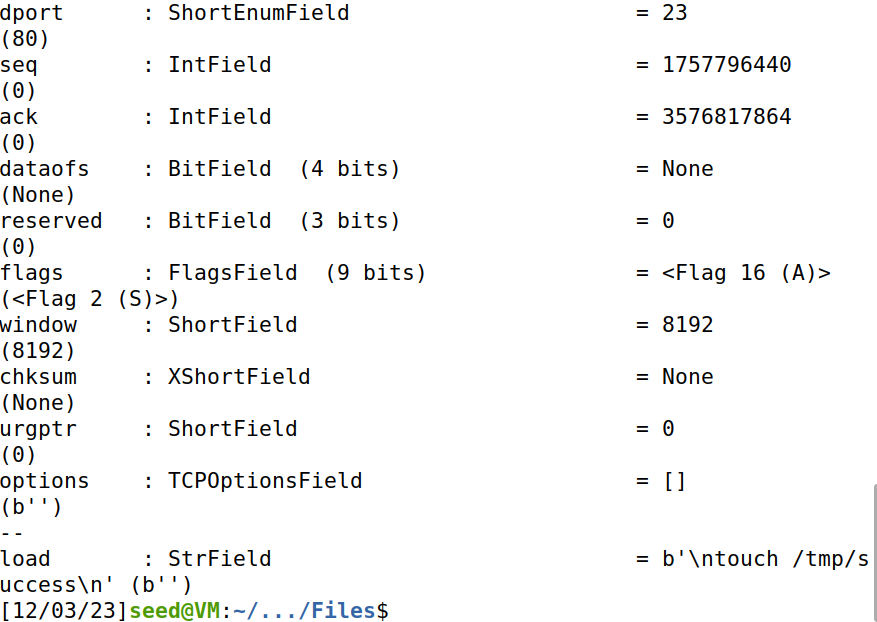 dport      : ShortEnumField                      = 23
(80)
seq        : IntField                            = 1757796440
(0)
ack        : IntField                            = 3576817864
(0)
dataofs    : BitField  (4 bits)                  = None
(None)
reserved   : BitField  (3 bits)                  = 0
(0)
flags      : FlagsField  (9 bits)                = <Flag 16 (A)>
(<Flag 2 (S)>)
window     : ShortField                          = 8192
(8192)
chksum     : XShortField                         = None
(None)
urgptr     : ShortField                          = 0
(0)
options    : TCPOptionsField                     = []
(b'')
--
load       : StrField                            = b'\ntouch /tmp/s
uccess\n' (b'')
[12/03/23]seed@VM:~/.../Files$